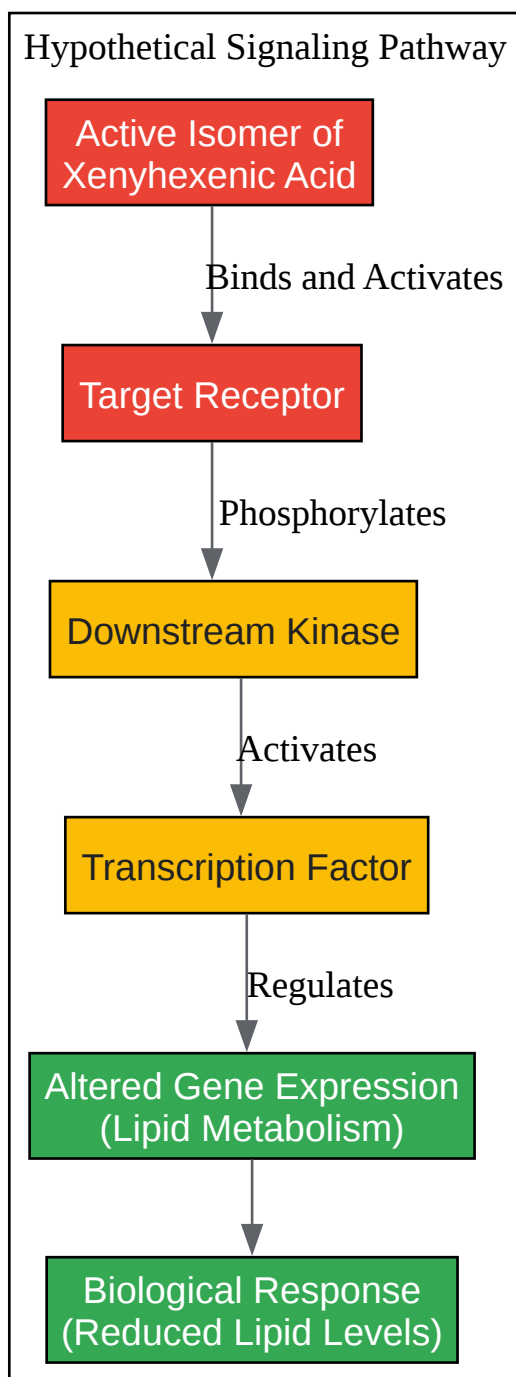 Hypothetical Signaling Pathway
Active Isomer of
Xenyhexenic Acid
Binds and Activates
Target Receptor
Phosphorylates
Downstream Kinase
Activates
Transcription Factor
Regulates
Altered Gene Expression
(Lipid Metabolism)
Biological Response
(Reduced Lipid Levels)